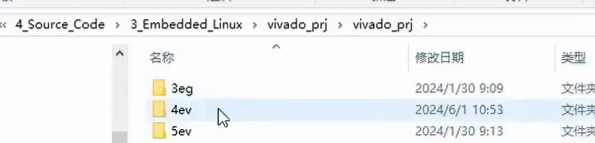 « 4_Source_Code > 3_Embedded_Linux > vivado_prj > vivado_prj >
名称 修改日期 类型
3eg 2024/1/30 9:09 文件夹
4ev 2024/6/1 10:53 文件夹
5ev 2024/1/30 9:13 文件夹